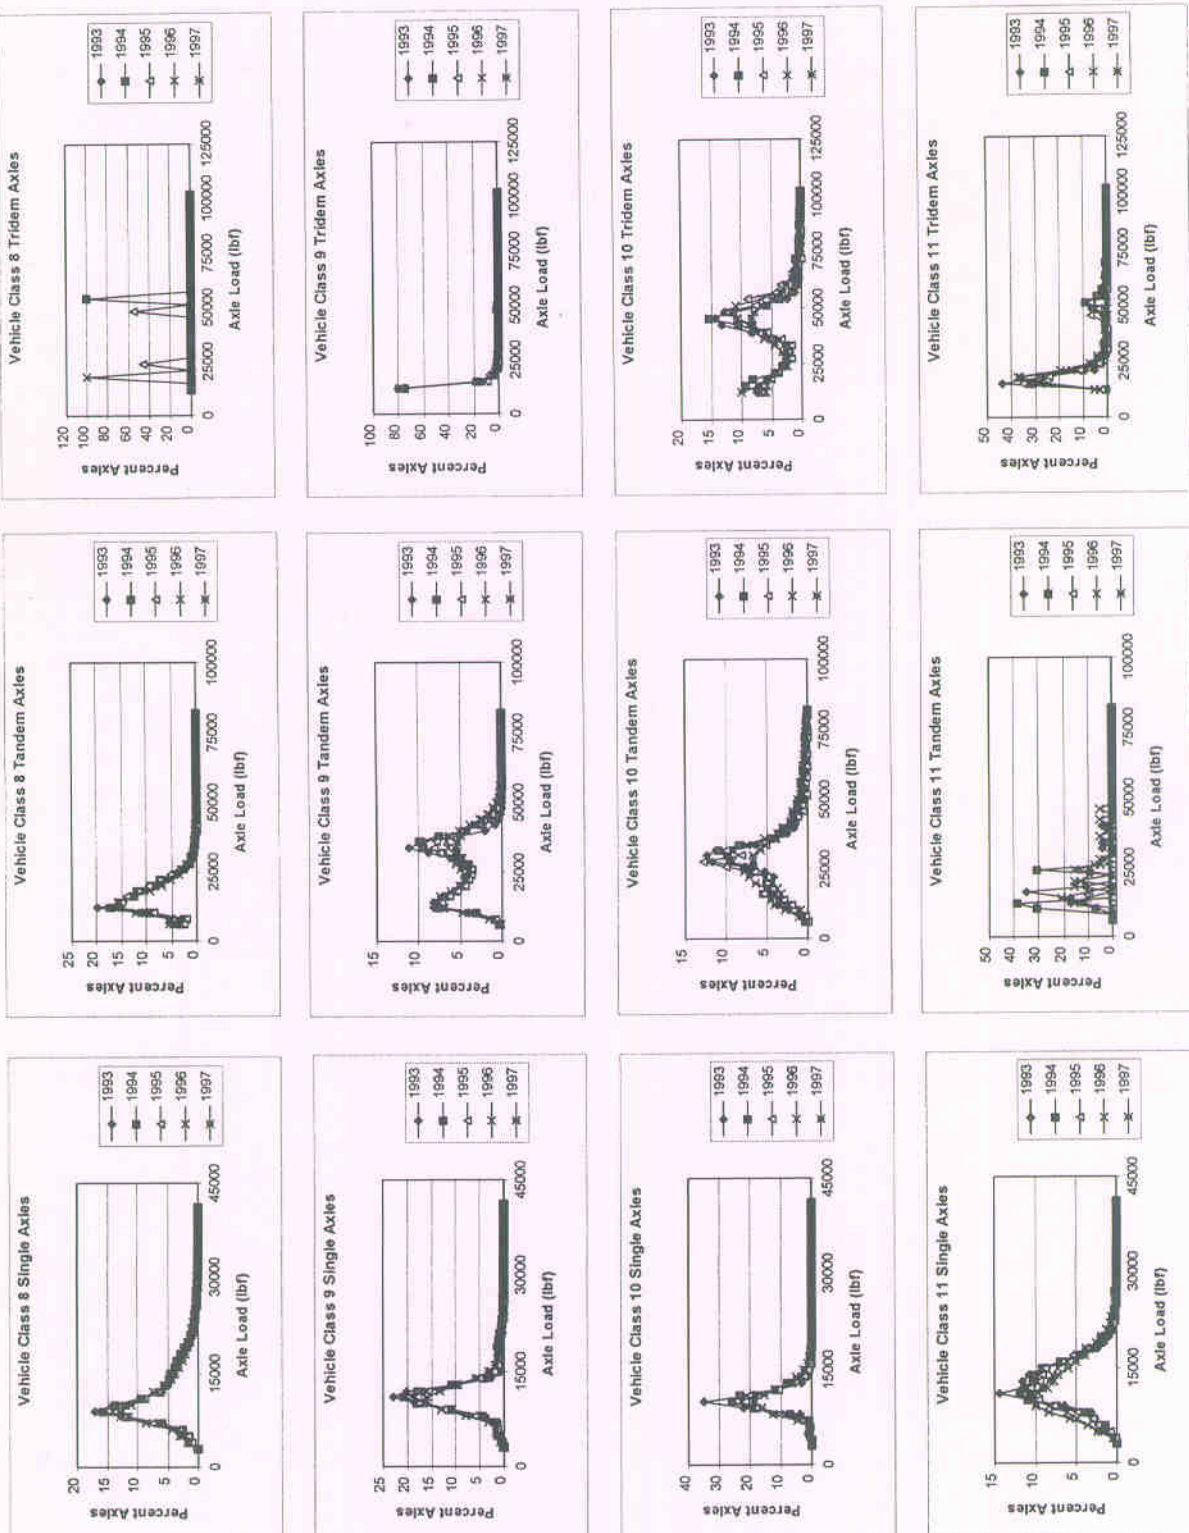 Vehicle Class 8 Single Axles
Percent Axles
20
15
10
5
0
0 15000 30000 45000
Axle Load (lbf)
1993
1994
1995
1996
1997
Vehicle Class 8 Tandem Axles
Percent Axles
25
20
15
10
5
0
0 25000 50000 75000 100000
Axle Load (lbf)
1993
1994
1995
1996
1997
Vehicle Class 8 Tridem Axles
Percent Axles
120
100
80
60
40
20
0
0 25000 50000 75000 100000 125000
Axle Load (lbf)
1993
1994
1995
1996
1997
Vehicle Class 9 Single Axles
Percent Axles
25
20
15
10
5
0
0 15000 30000 45000
Axle Load (lbf)
1993
1994
1995
1996
1997
Vehicle Class 9 Tandem Axles
Percent Axles
15
10
5
0
0 25000 50000 75000 100000
Axle Load (lbf)
1993
1994
1995
1996
1997
Vehicle Class 9 Tridem Axles
Percent Axles
100
80
60
40
20
0
0 25000 50000 75000 100000 125000
Axle Load (lbf)
1993
1994
1995
1996
1997
Vehicle Class 10 Single Axles
Percent Axles
40
30
20
10
0
0 15000 30000 45000
Axle Load (lbf)
1993
1994
1995
1996
1997
Vehicle Class 10 Tandem Axles
Percent Axles
15
10
5
0
0 25000 50000 75000 100000
Axle Load (lbf)
1993
1994
1995
1996
1997
Vehicle Class 10 Tridem Axles
Percent Axles
20
15
10
5
0
0 25000 50000 75000 100000 125000
Axle Load (lbf)
1993
1994
1995
1996
1997
Vehicle Class 11 Single Axles
Percent Axles
15
10
5
0
0 15000 30000 45000
Axle Load (lbf)
1993
1994
1995
1996
1997
Vehicle Class 11 Tandem Axles
Percent Axles
50
40
30
20
10
0
0 25000 50000 75000 100000
Axle Load (lbf)
1993
1994
1995
1996
1997
Vehicle Class 11 Tridem Axles
Percent Axles
50
40
30
20
10
0
0 25000 50000 75000 100000 125000
Axle Load (lbf)
1993
1994
1995
1996
1997